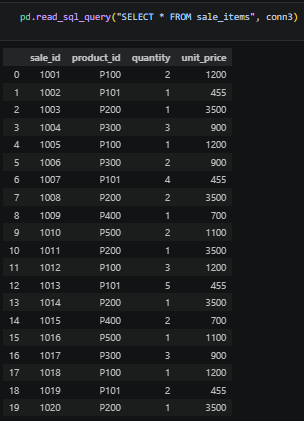 pd.read_sql_query("SELECT * FROM sale_items", conn3)
sale_id product_id quantity unit_price
0 1001 P100 2 1200
1 1002 P101 1 455
2 1003 P200 1 3500
3 1004 P300 3 900
4 1005 P100 1 1200
5 1006 P300 2 900
6 1007 P101 4 455
7 1008 P200 2 3500
8 1009 P400 1 700
9 1010 P500 2 1100
10 1011 P200 1 3500
11 1012 P100 3 1200
12 1013 P101 5 455
13 1014 P200 1 3500
14 1015 P400 2 700
15 1016 P500 1 1100
16 1017 P300 3 900
17 1018 P100 1 1200
18 1019 P101 2 455
19 1020 P200 1 3500